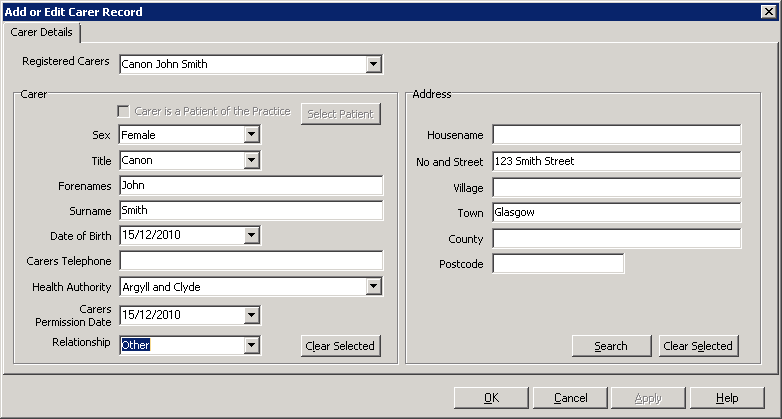 Add or Edit Carer Record
Carer Details
Registered Carers Canon John Smith
Carer
Carer is a Patient of the Practice Select Patient
Sex Female
Title Canon
Forenames John
Surname Smith
Date of Birth 15/12/2010
Carers Telephone
Health Authority Argyll and Clyde
Carers
Permission Date 15/12/2010
Relationship Other
Clear Selected
Address
Housename
No and Street 123 Smith Street
Village
Town Glasgow
County
Postcode
Search Clear Selected
OK Cancel Apply Help